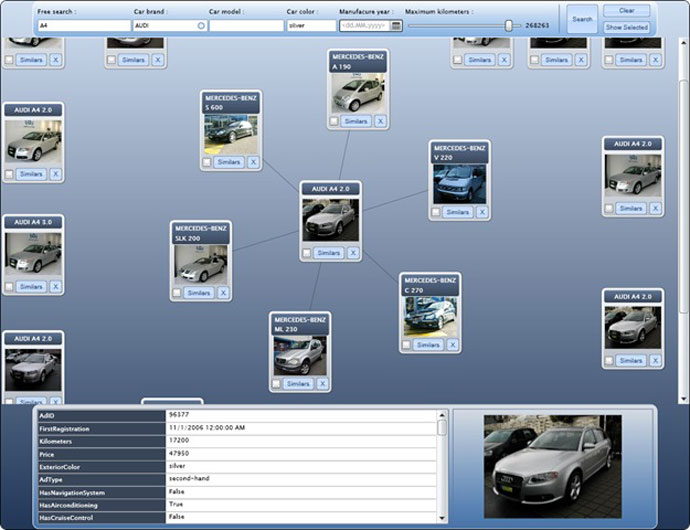 Free search :
Car brand :
Car model :
Car color :
Manufacure year :
Maximum kilometers :
A4
AUDI
silver
<dd.MM.yyyy>
268263
Search
Clear
Show Selected
Similars X
Similars X
Similars X
Similars X
Similars X
MERCEDES-BENZ
A 190
Similars X
MERCEDES-BENZ
S 600
Similars X
AUDI A4 2.0
Similars X
MERCEDES-BENZ
V 220
Similars X
AUDI A4 2.0
Similars X
AUDI A4 2.0
Similars X
AUDI A4 3.0
Similars X
MERCEDES-BENZ
SLK 200
Similars X
MERCEDES-BENZ
C 270
Similars X
AUDI A4 2.0
Similars X
MERCEDES-BENZ
ML 230
Similars X
AUDI A4 2.0
Similars X
AdID 96377
FirstRegistration 11/1/2006 12:00:00 AM
Kilometers 17200
Price 47950
ExteriorColor silver
AdType second-hand
HasNavigationSystem False
HasAirconditioning True
HasCruiseControl False